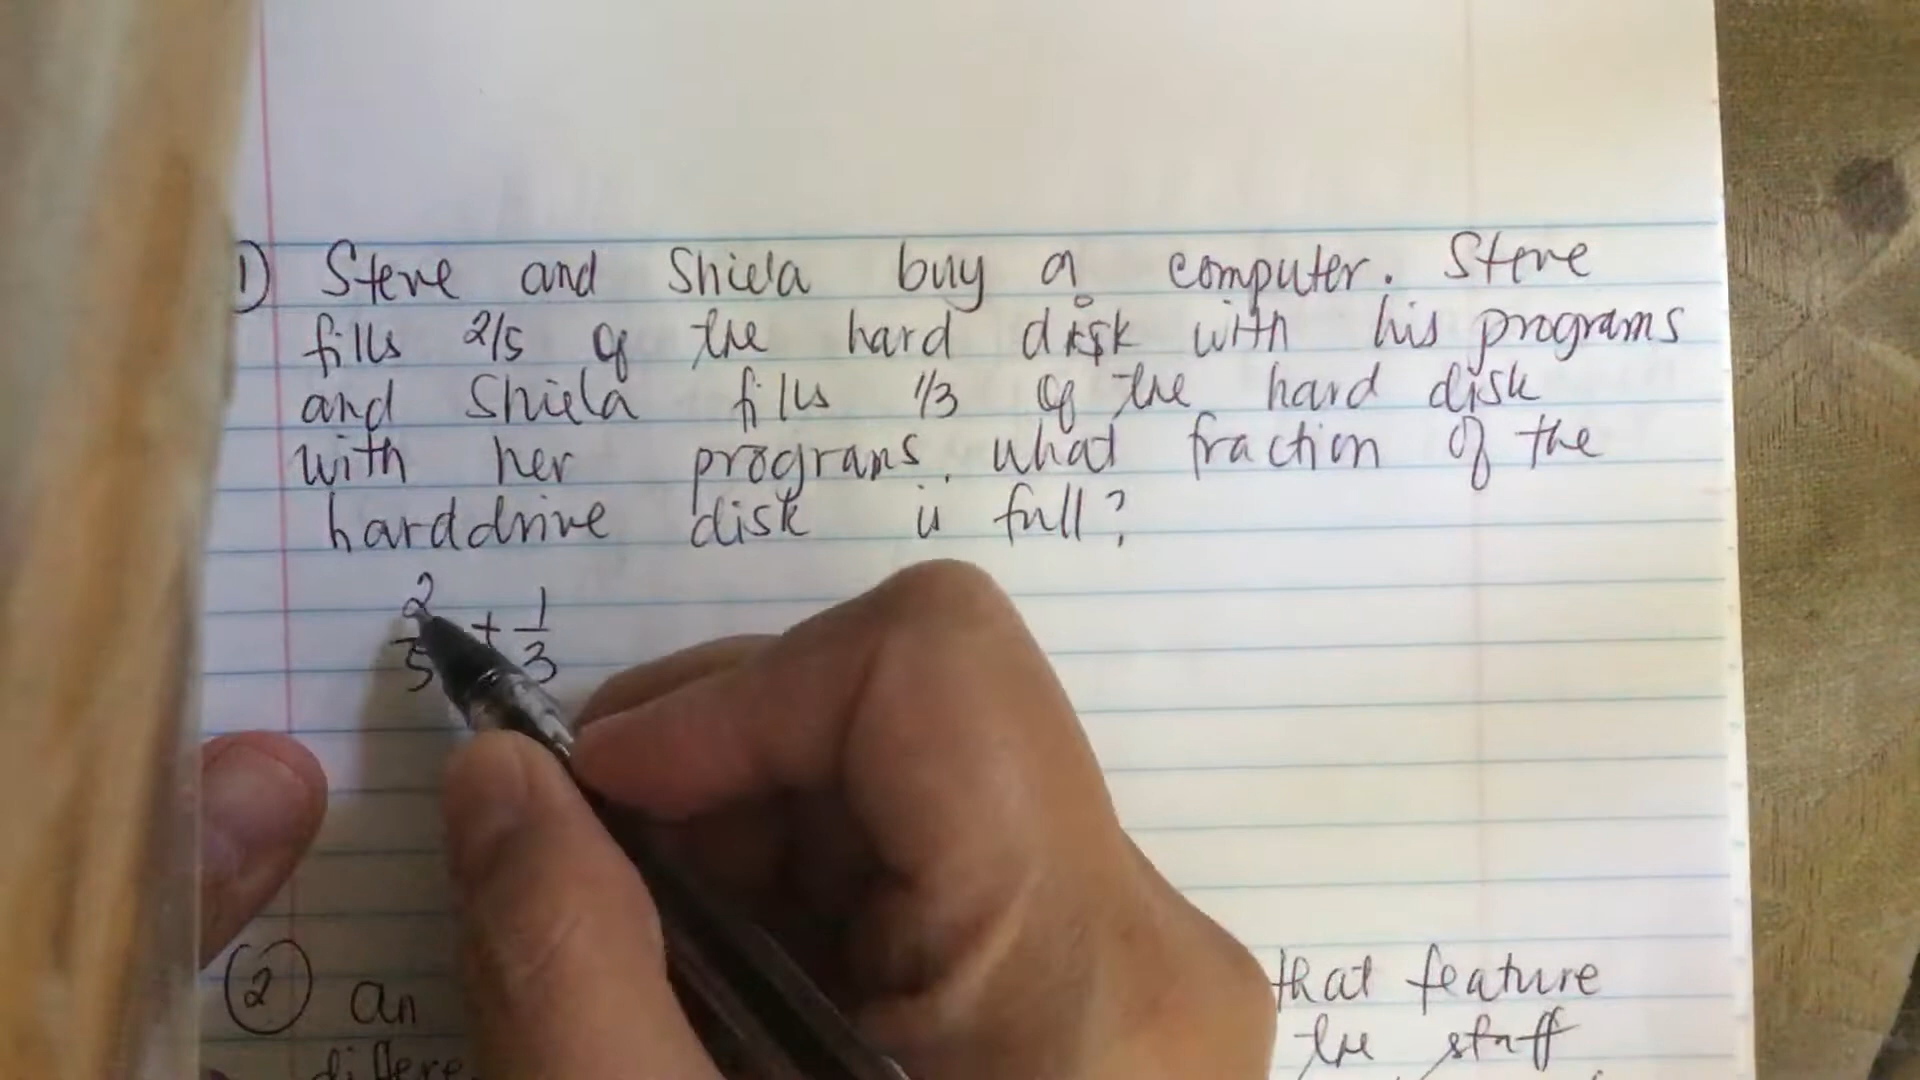 1) Steve and Shiela buy a computer. Steve
fills 2/5 of the hard disk with his programs
and Shiela fills 1/3 of the hard disk
with her programs. what fraction of the
harddrive disk is full?
2/5 + 1/3
2 an that feature
differe the staff